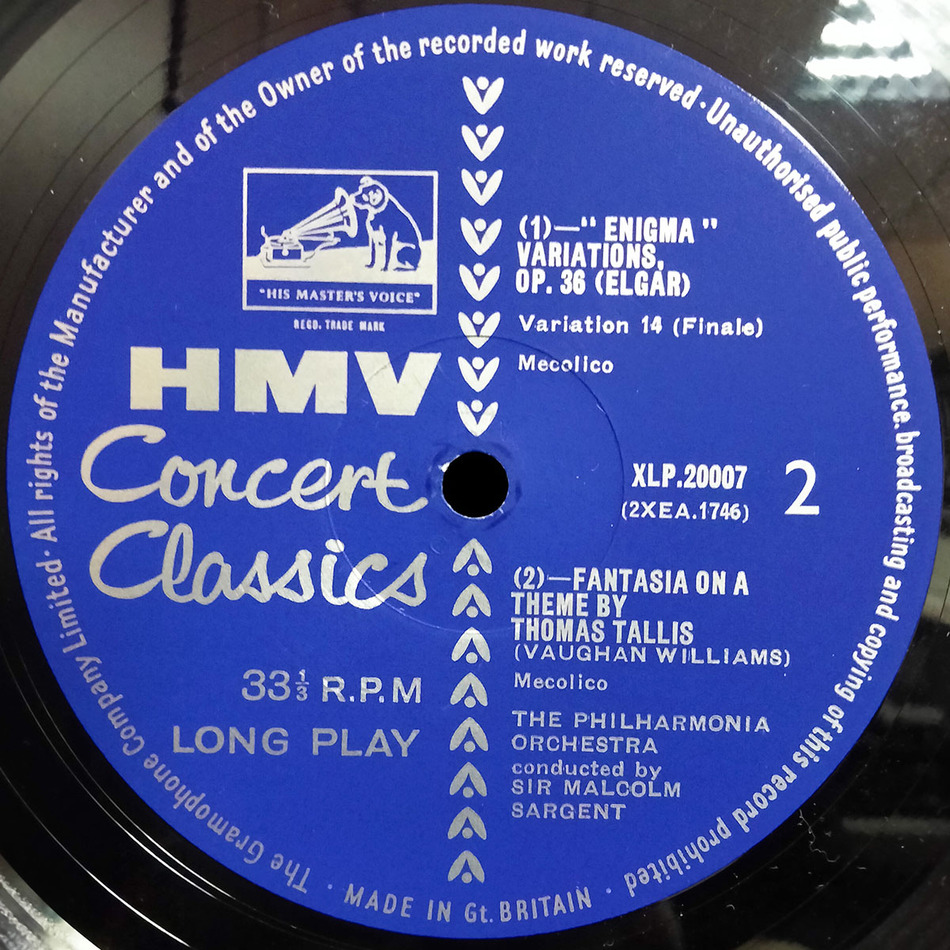 The Gramophone Company Limited · All rights of the Manufacturer and of the Owner of the recorded work reserved · Unauthorised public performance, broadcasting and copying of this record prohibited
"HIS MASTER'S VOICE"
REGD. TRADE MARK
HMV
Concert
Classics
33⅓ R.P.M
LONG PLAY
(1)—" ENIGMA "
VARIATIONS,
OP. 36 (ELGAR)
Variation 14 (Finale)
Mecolico
XLP.20007
2
(2XEA.1746)
(2)—FANTASIA ON A
THEME BY
THOMAS TALLIS
(VAUGHAN WILLIAMS)
Mecolico
THE PHILHARMONIA
ORCHESTRA
conducted by
SIR MALCOLM
SARGENT
· MADE IN Gt. BRITAIN ·